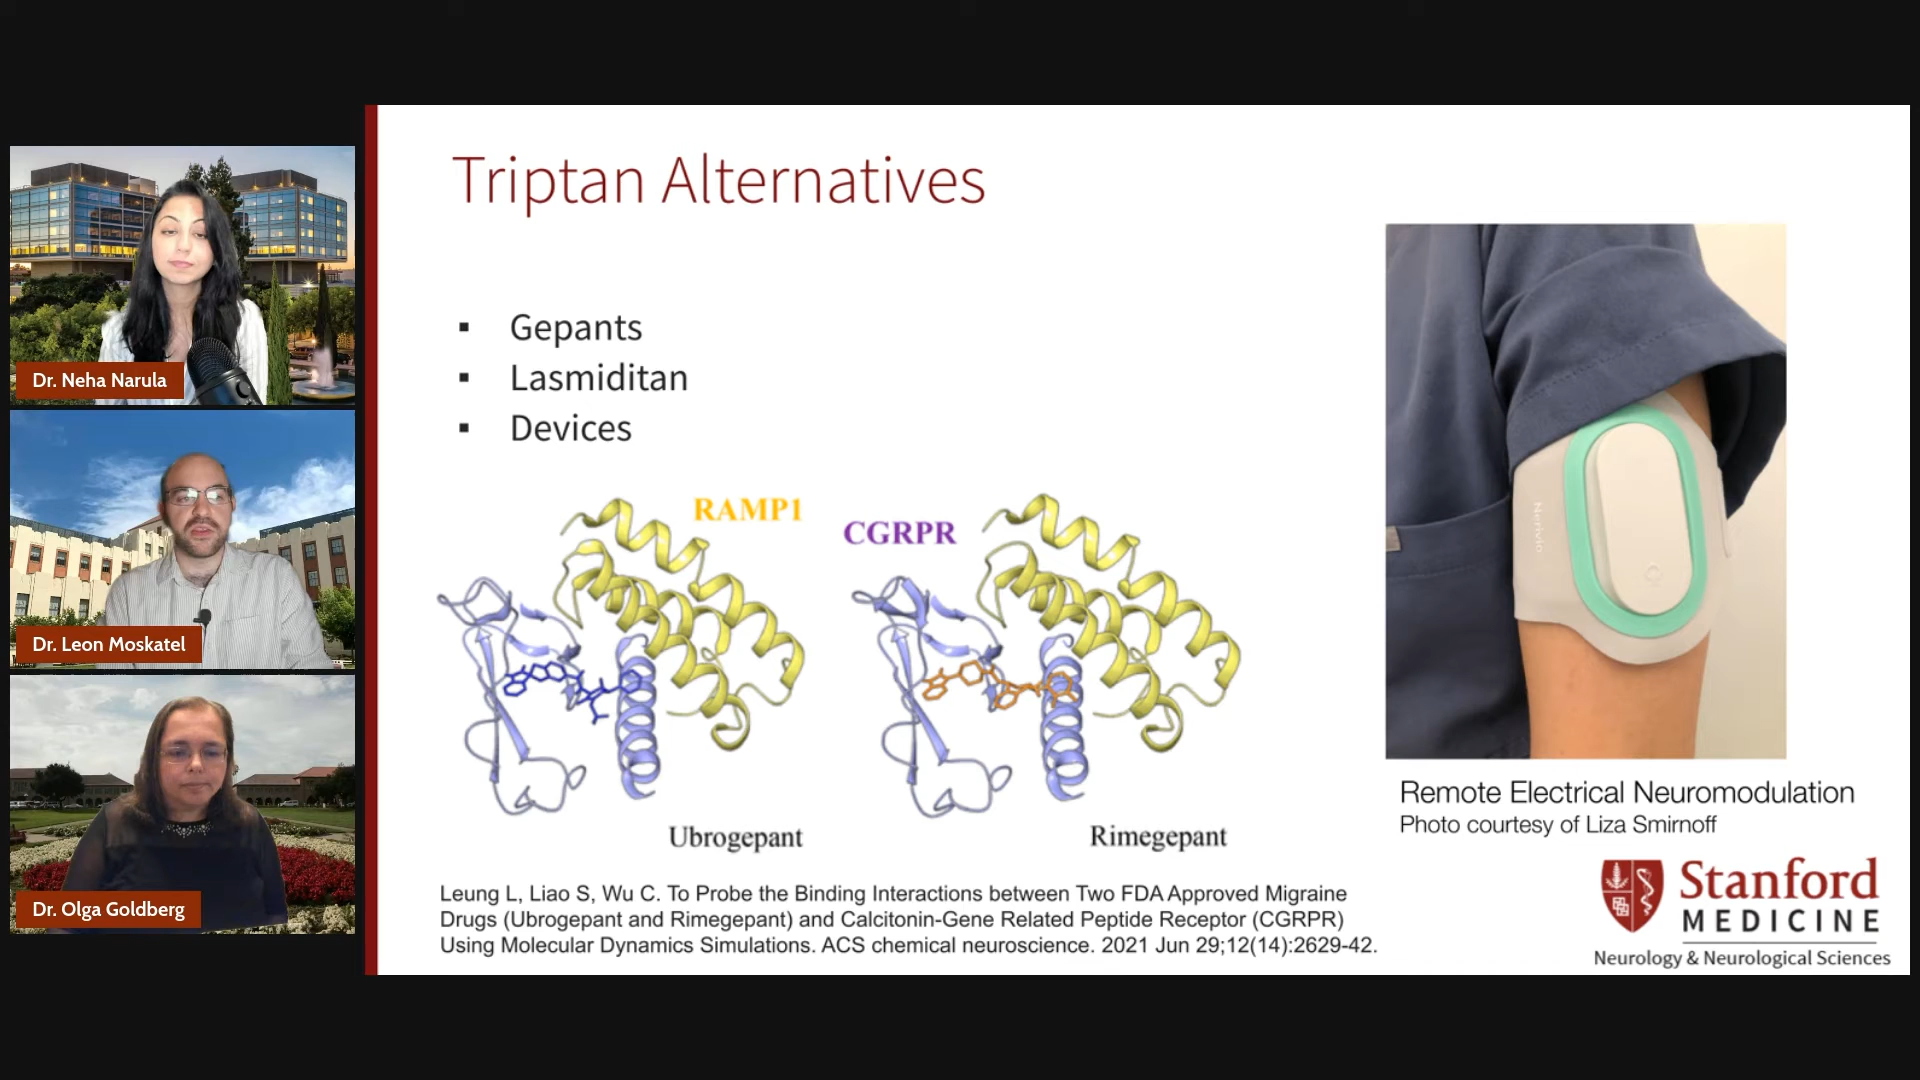 Dr. Neha Narula
Dr. Leon Moskatel
Dr. Olga Goldberg
Triptan Alternatives
▪ Gepants
▪ Lasmiditan
▪ Devices
RAMP1
CGRPR
Ubrogepant
Rimegepant
Leung L, Liao S, Wu C. To Probe the Binding Interactions between Two FDA Approved Migraine
Drugs (Ubrogepant and Rimegepant) and Calcitonin-Gene Related Peptide Receptor (CGRPR)
Using Molecular Dynamics Simulations. ACS chemical neuroscience. 2021 Jun 29;12(14):2629-42.
Nerivio
Remote Electrical Neuromodulation
Photo courtesy of Liza Smirnoff
Stanford
MEDICINE
Neurology & Neurological Sciences